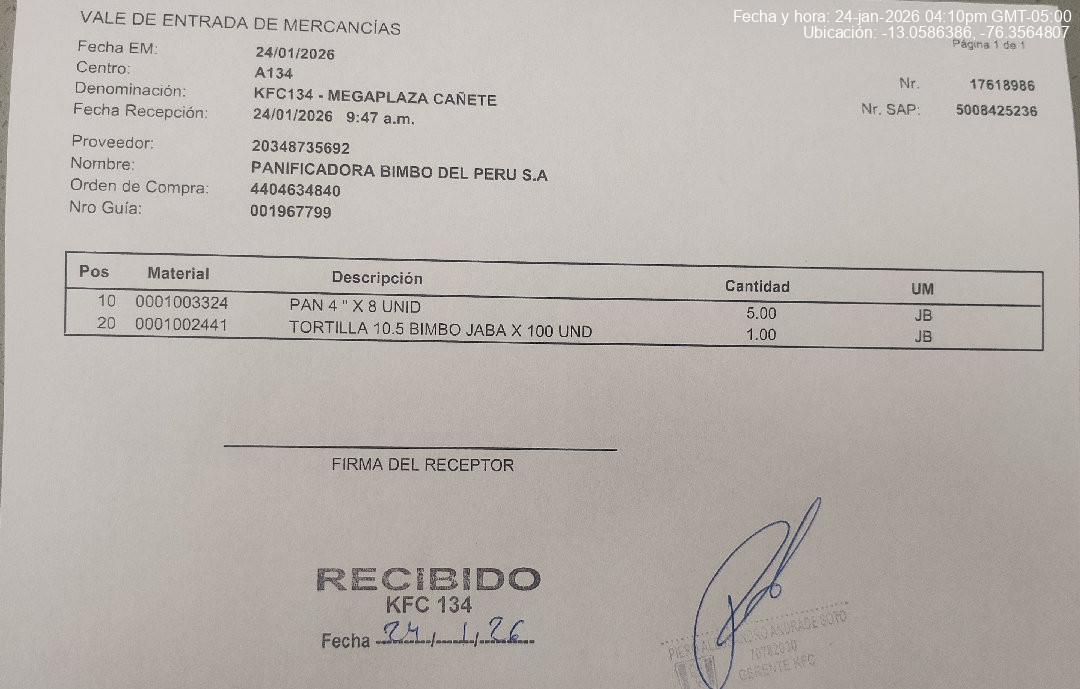 Fecha y hora: 24-jan-2026 04:10pm GMT-05:00
Ubicación: -13.0586386, -76.3564807
VALE DE ENTRADA DE MERCANCÍAS
Página 1 de 1
Fecha EM: 24/01/2026
Centro: A134
Denominación: KFC134 - MEGAPLAZA CAÑETE
Fecha Recepción: 24/01/2026 9:47 a.m.
Nr. 17618986
Nr. SAP: 5008425236
Proveedor: 20348735692
Nombre: PANIFICADORA BIMBO DEL PERU S.A
Orden de Compra: 4404634840
Nro Guía: 001967799
Pos Material Descripción Cantidad UM
10 0001003324 PAN 4 " X 8 UNID 5.00 JB
20 0001002441 TORTILLA 10.5 BIMBO JABA X 100 UND 1.00 JB
FIRMA DEL RECEPTOR
RECIBIDO
KFC 134
Fecha 24/1/26
ANDRADE SOTO
GERENTE KFC